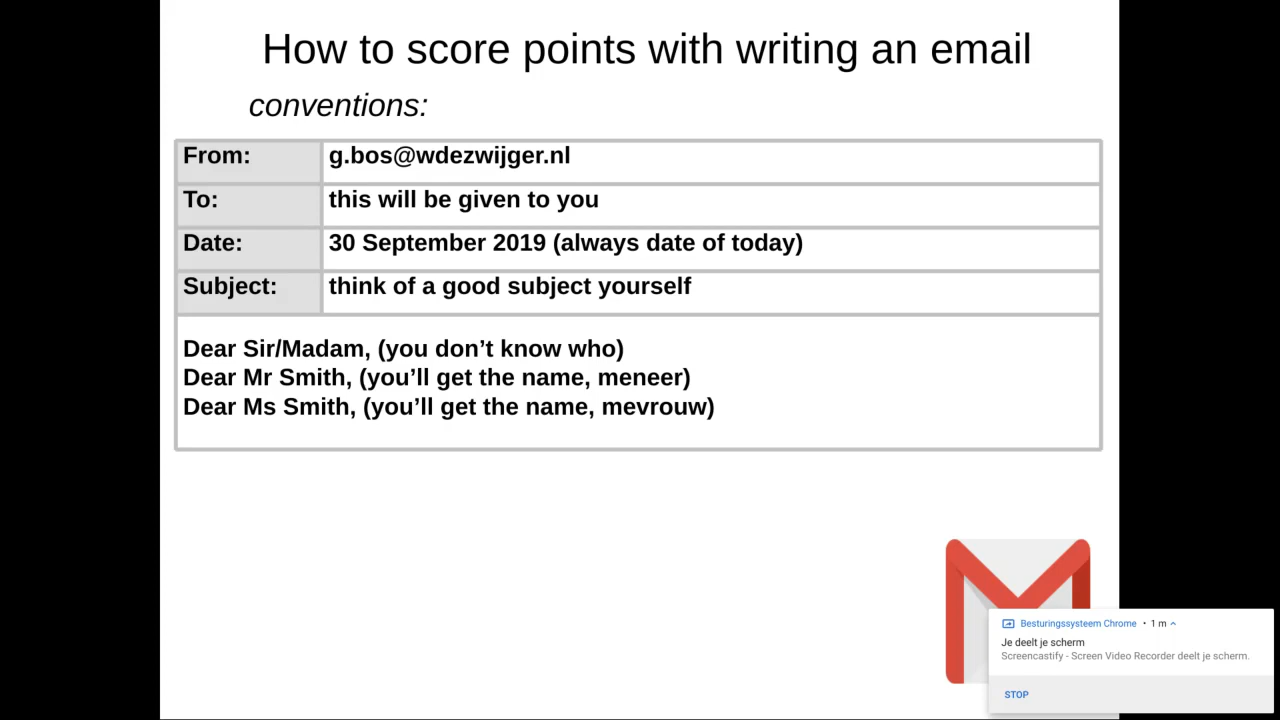 How to score points with writing an email
conventions:
From: g.bos@wdezwijger.nl
To: this will be given to you
Date: 30 September 2019 (always date of today)
Subject: think of a good subject yourself
Dear Sir/Madam, (you don’t know who)
Dear Mr Smith, (you’ll get the name, meneer)
Dear Ms Smith, (you’ll get the name, mevrouw)
Besturingssysteem Chrome • 1 m
Je deelt je scherm
Screencastify - Screen Video Recorder deelt je scherm.
STOP